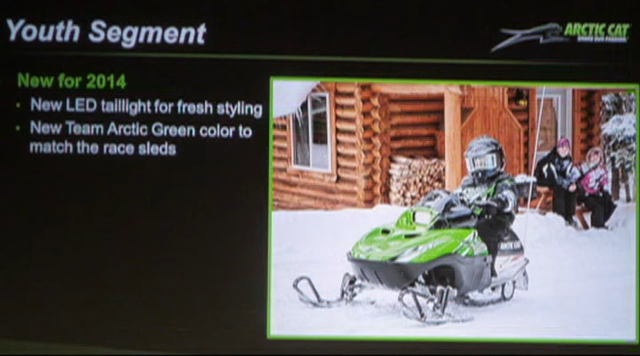 Youth Segment
ARCTIC CAT
New for 2014
• New LED taillight for fresh styling
• New Team Arctic Green color to
match the race sleds